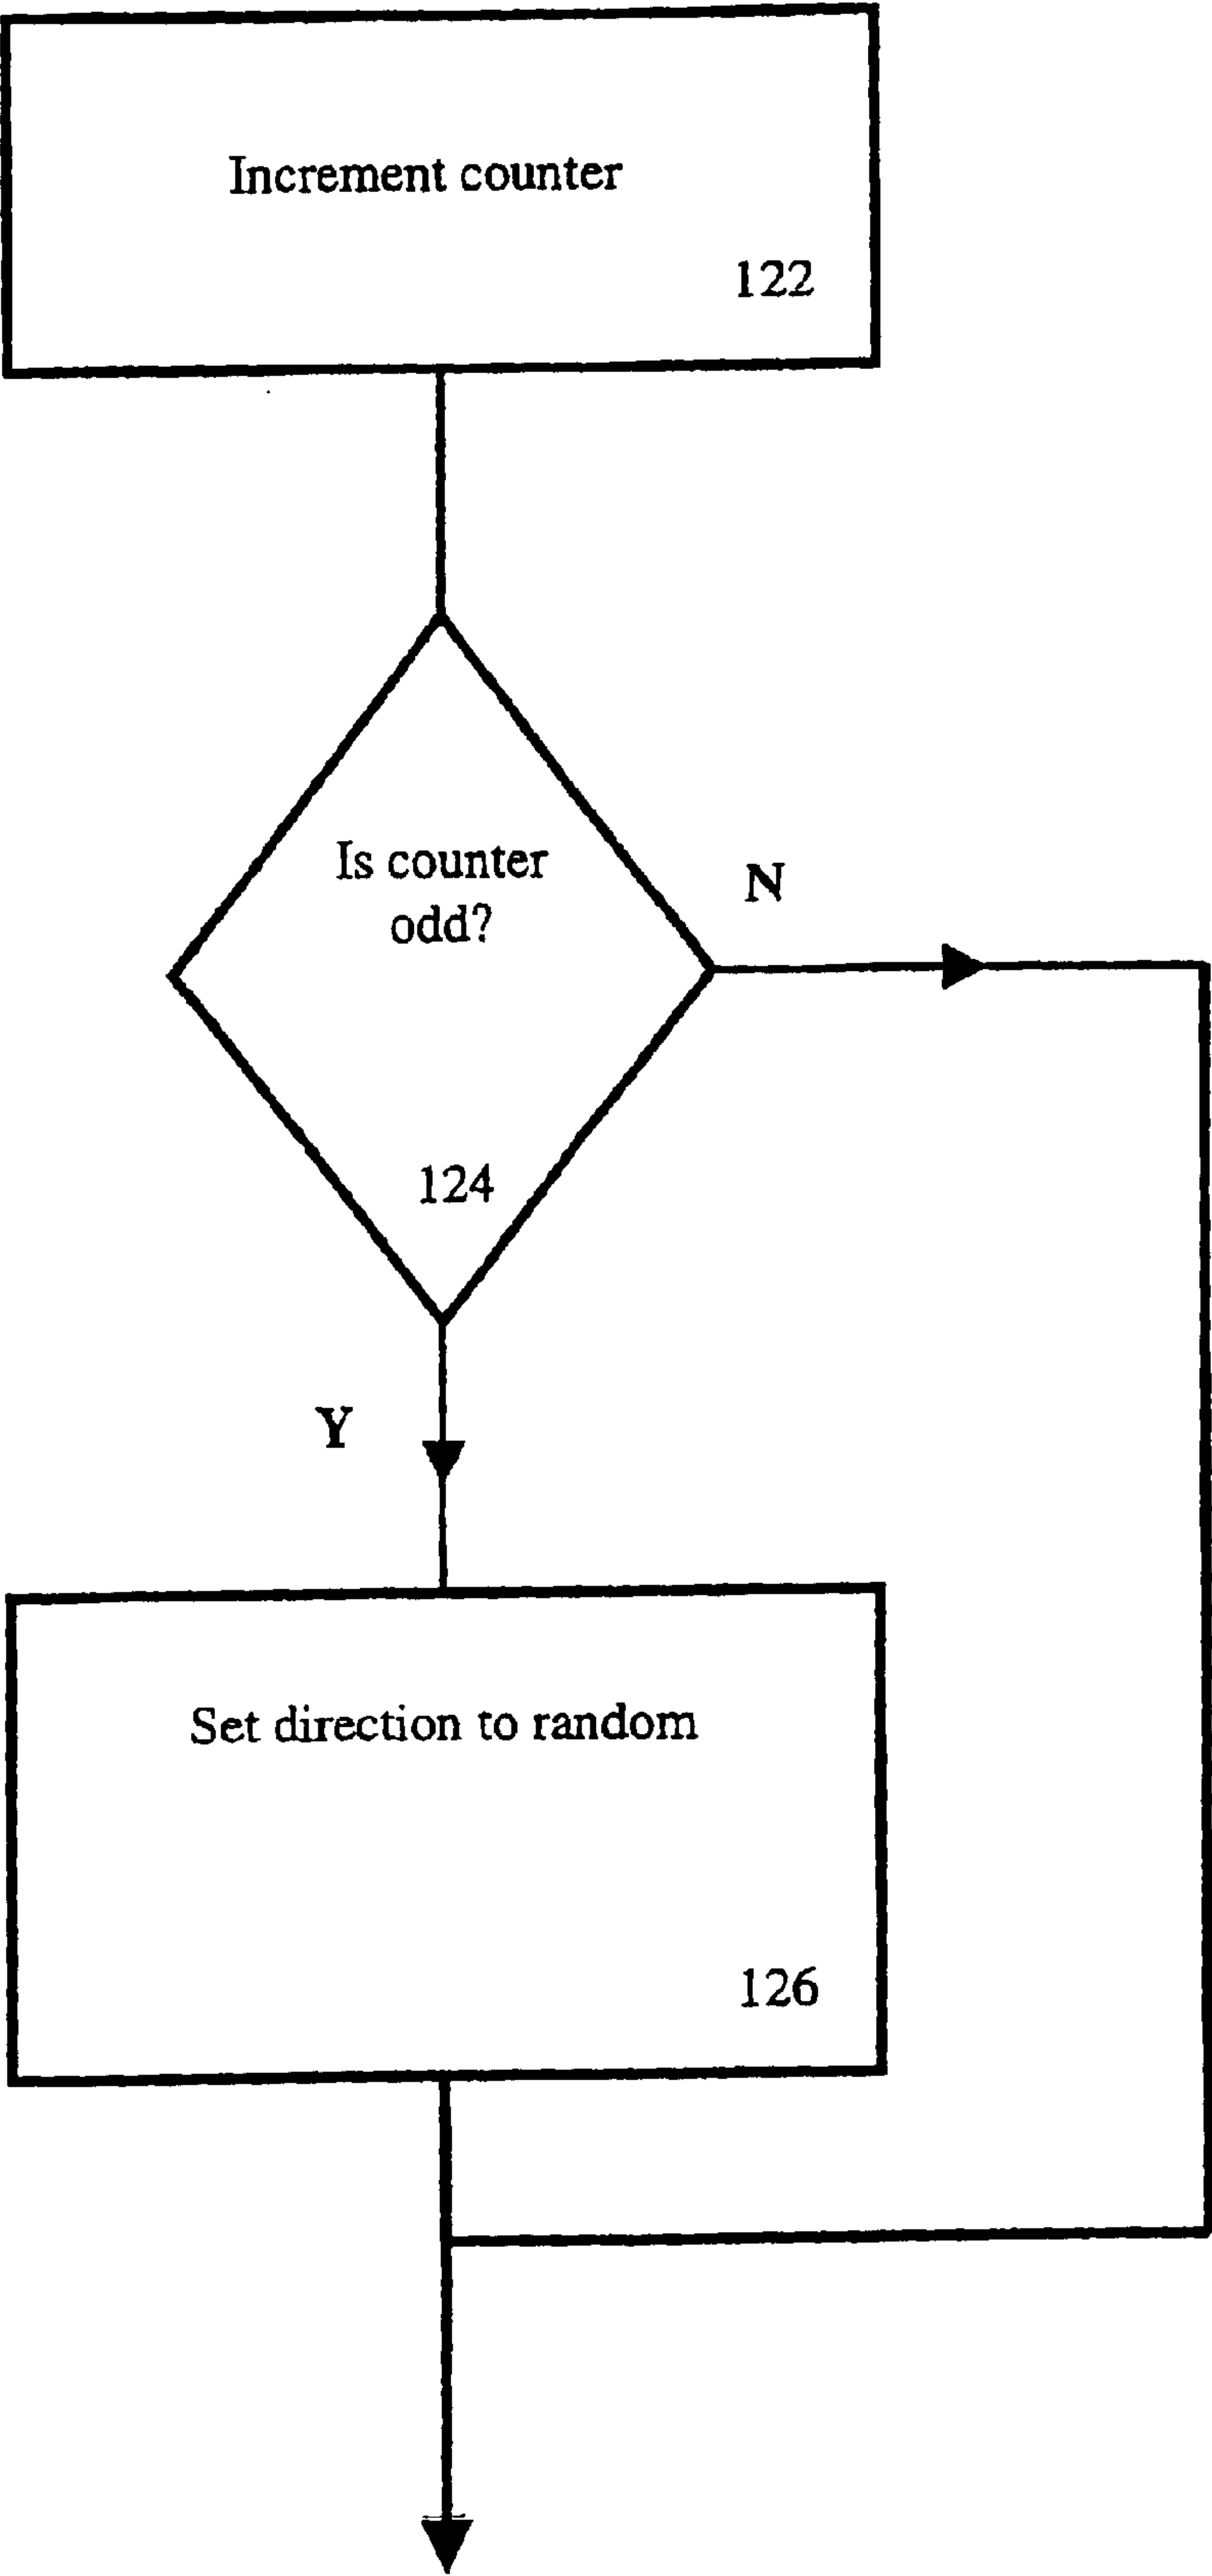 Increment counter
122
Is counter
odd?
N
124
Y
Set direction to random
126